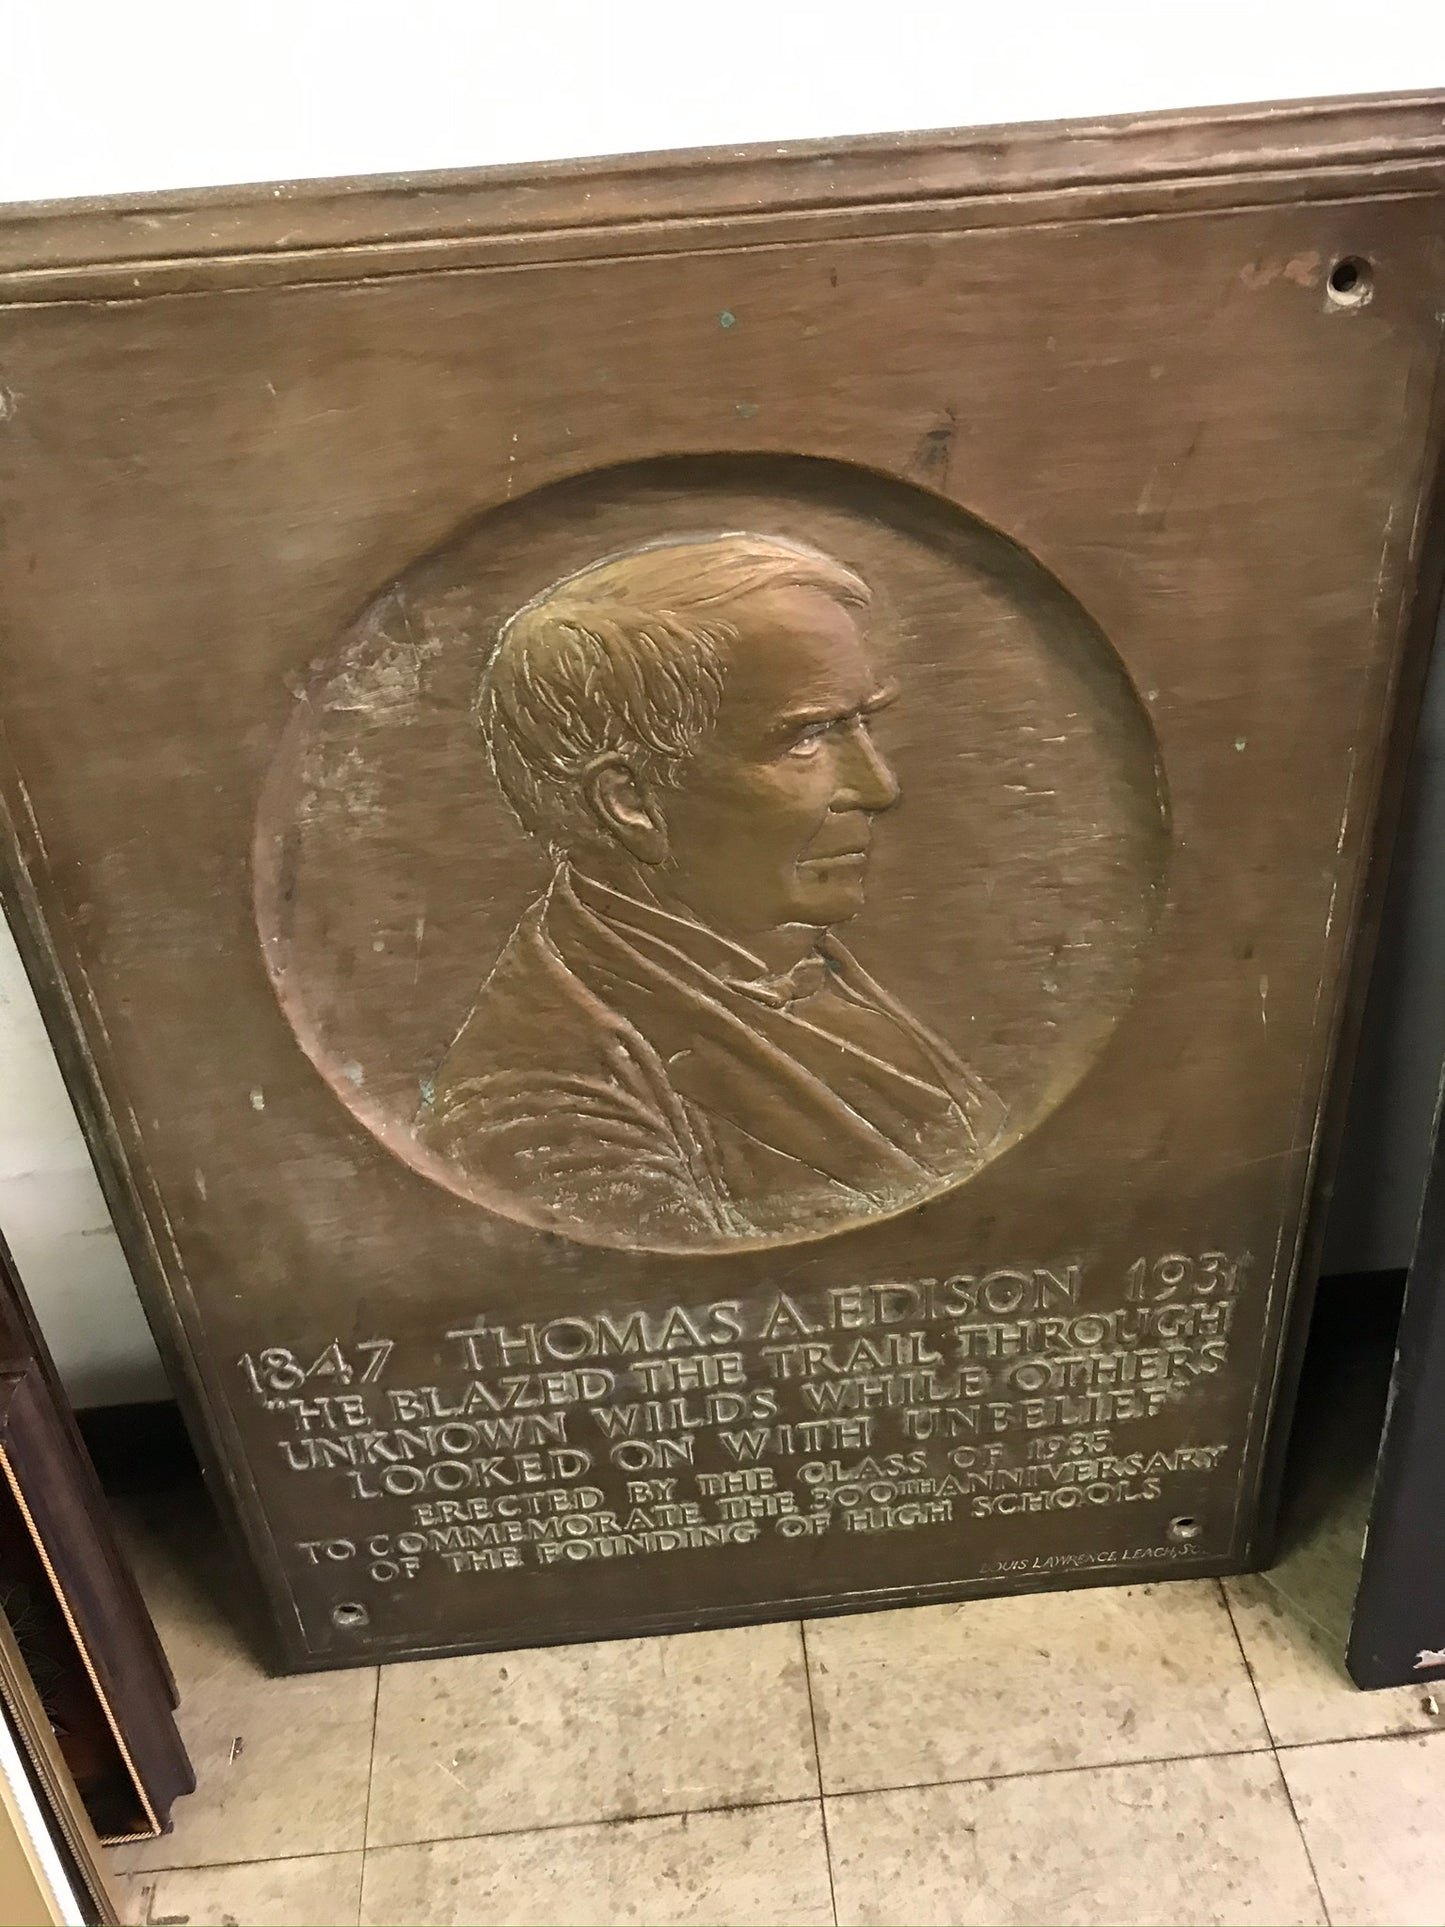 1847 THOMAS A. EDISON 1931
"HE BLAZED THE TRAIL THROUGH
UNKNOWN WILDS WHILE OTHERS
LOOKED ON WITH UNBELIEF"
ERECTED BY THE CLASS OF 1935
TO COMMEMORATE THE 300TH ANNIVERSARY
OF THE FOUNDING OF HIGH SCHOOLS
LOUIS LAWRENCE LEACH, SC.